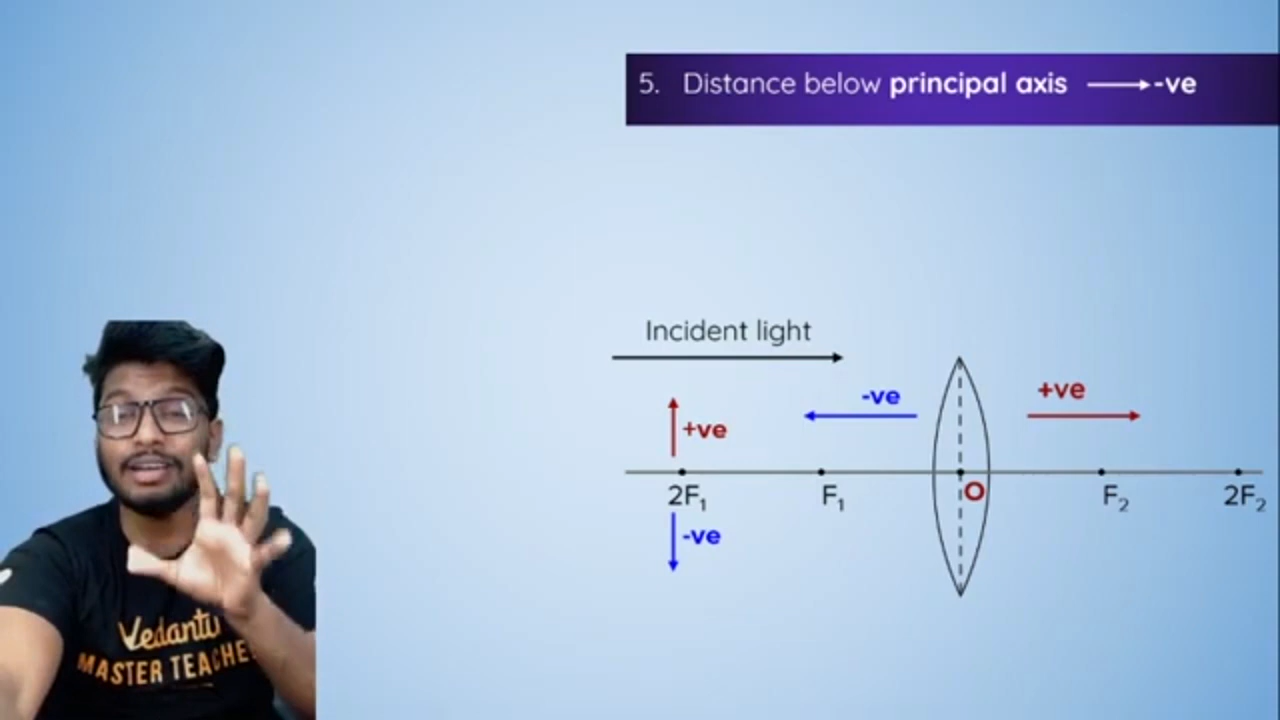 5. Distance below principal axis ⟶ -ve
Incident light
-ve
+ve
+ve
2F₁
F₁
O
F₂
2F₂
-ve
Vedantu
MASTER TEACHE